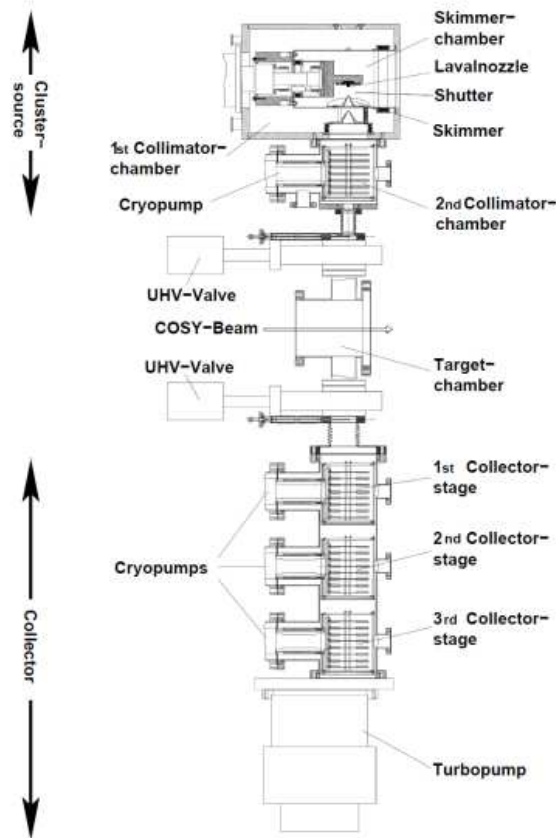 Skimmer-
chamber
Lavalnozzle
Shutter
Skimmer
Cluster-
source
1st Collimator-
chamber
Cryopump
2nd Collimator-
chamber
UHV-Valve
COSY-Beam
Target-
chamber
UHV-Valve
1st Collector-
stage
2nd Collector-
stage
Cryopumps
3rd Collector-
stage
Collector
Turbopump